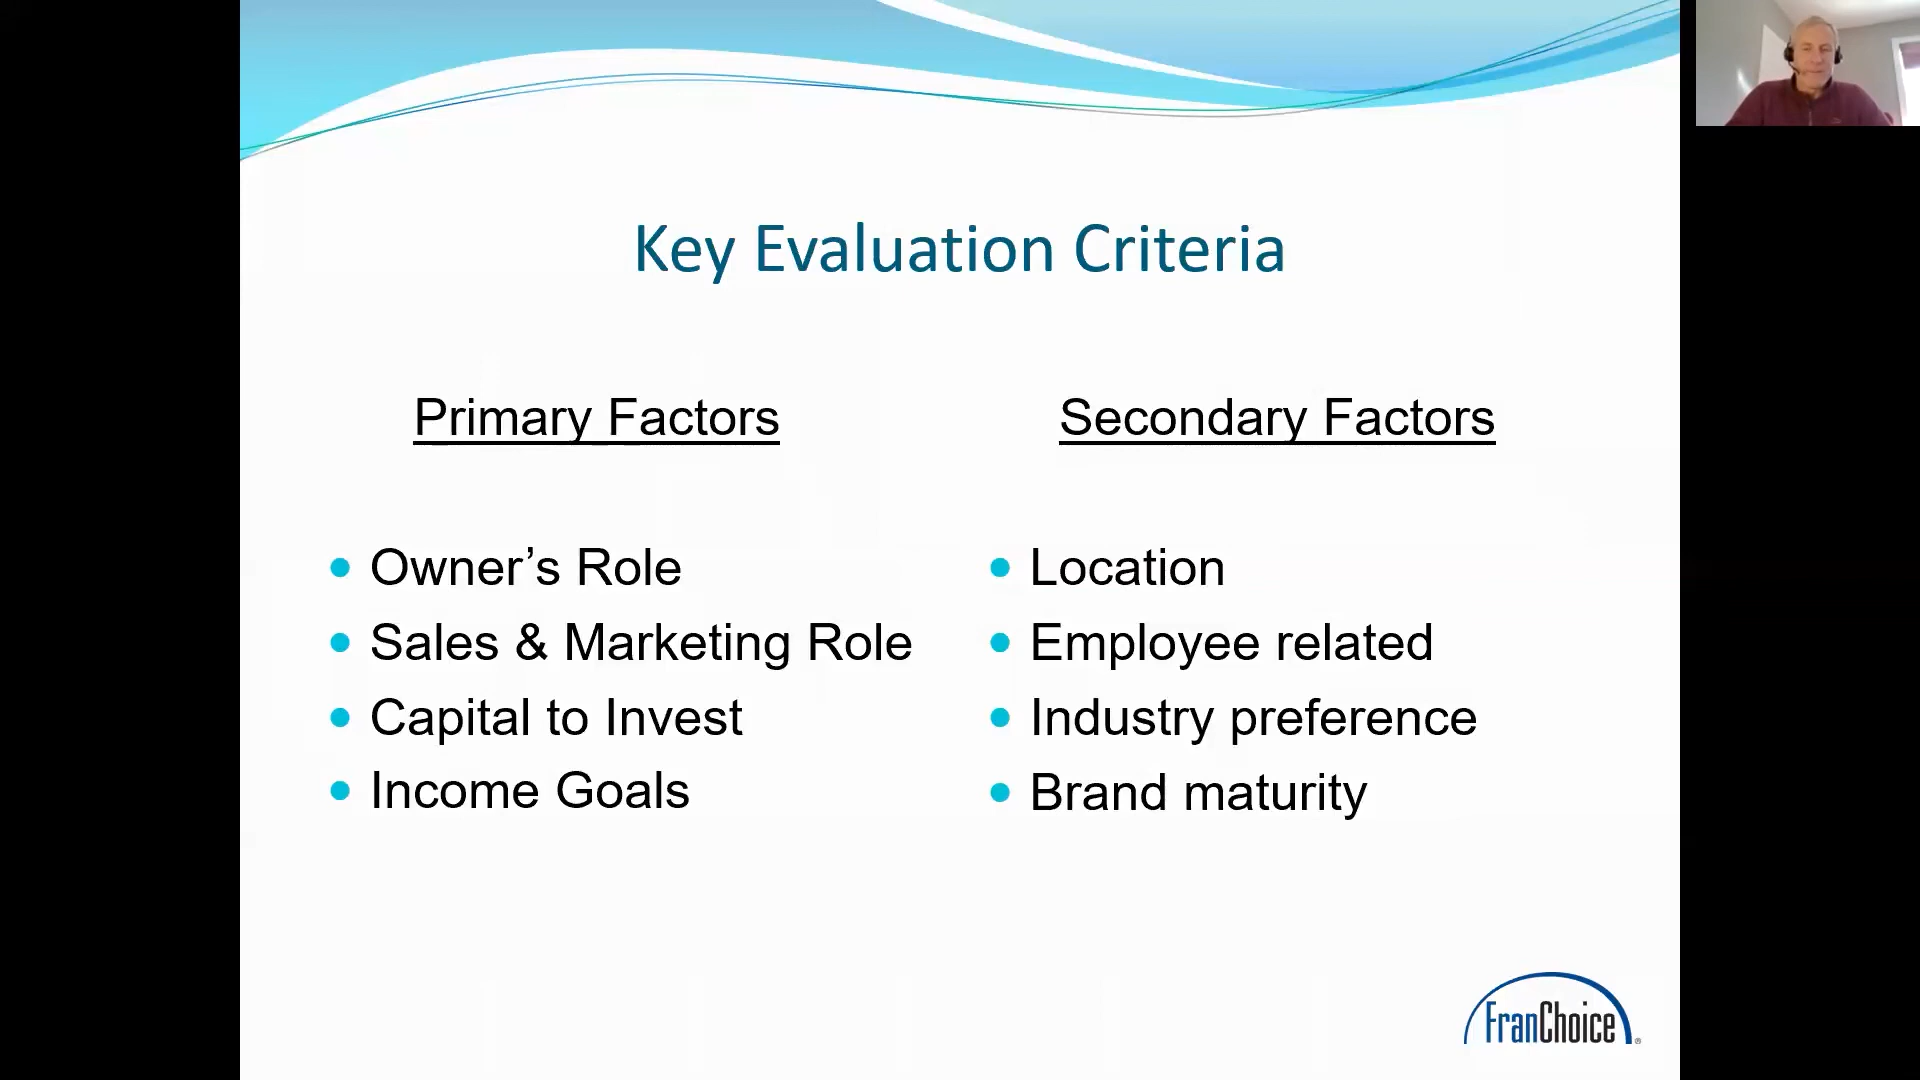 Key Evaluation Criteria
Primary Factors
Owner’s Role
Sales & Marketing Role
Capital to Invest
Income Goals
Secondary Factors
Location
Employee related
Industry preference
Brand maturity
FranChoice®